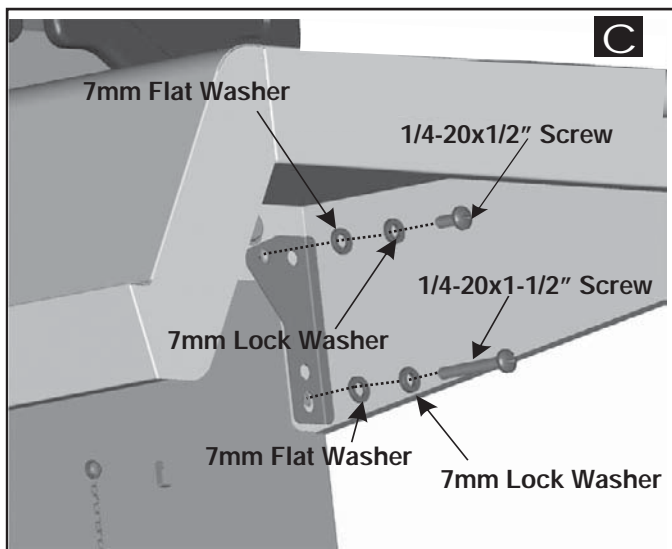 C
7mm Flat Washer
1/4-20x1/2” Screw
1/4-20x1-1/2” Screw
7mm Lock Washer
7mm Flat Washer
7mm Lock Washer
L